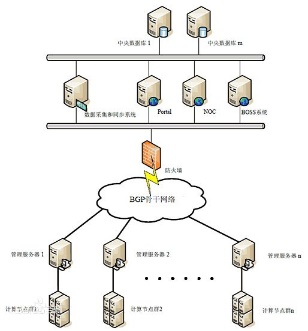 中央数据库 1
中央数据库 m
数据采集和同步系统
Portal
NOC
BOSS系统
防火墙
BGP骨干网络
管理服务器 1
管理服务器 2
管理服务器 n
计算节点群1
计算节点群2
计算节点群n